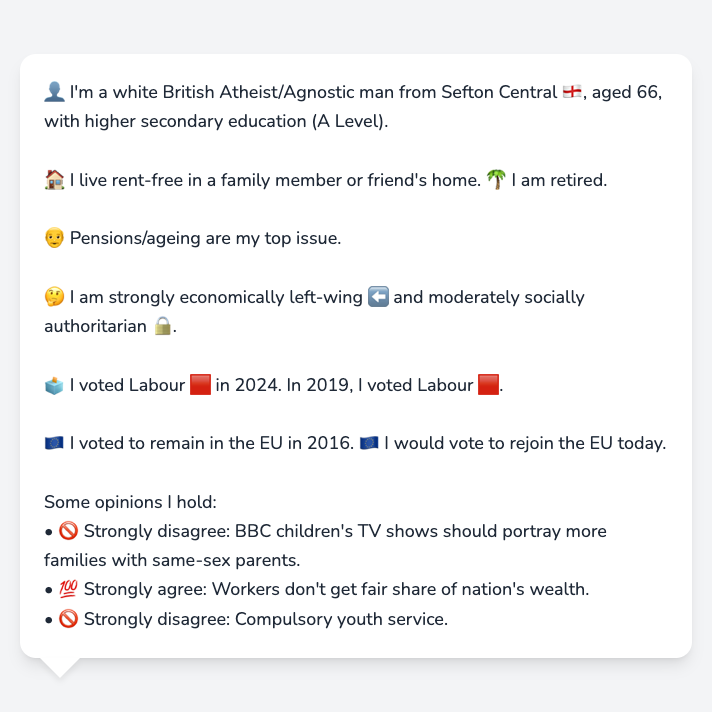 👤 I'm a white British Atheist/Agnostic man from Sefton Central 🏴󠁧󠁢󠁥󠁮󠁧󠁿, aged 66,
with higher secondary education (A Level).
🏠 I live rent-free in a family member or friend's home. 🌴 I am retired.
👴 Pensions/ageing are my top issue.
🤔 I am strongly economically left-wing ⬅️ and moderately socially
authoritarian 🔒.
🗳️ I voted Labour 🟥 in 2024. In 2019, I voted Labour 🟥.
🇪🇺 I voted to remain in the EU in 2016. 🇪🇺 I would vote to rejoin the EU today.
Some opinions I hold:
• 🚫 Strongly disagree: BBC children's TV shows should portray more
families with same-sex parents.
• 💯 Strongly agree: Workers don't get fair share of nation's wealth.
• 🚫 Strongly disagree: Compulsory youth service.